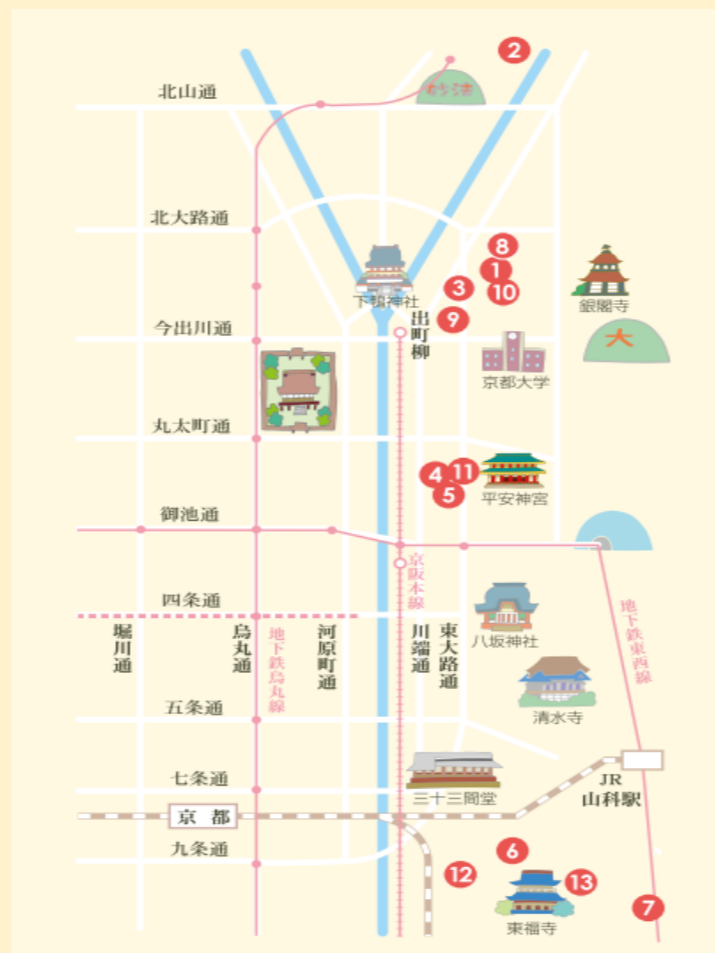 2
妙法
北山通
北大路通
8
1
10
3
9
下鴨神社
出町柳
銀閣寺
大
今出川通
京都大学
丸太町通
4
11
5
平安神宮
御池通
京阪本線
四条通
堀川通
烏丸通
地下鉄烏丸線
河原町通
川端通
東大路通
八坂神社
地下鉄東西線
清水寺
五条通
七条通
三十三間堂
JR
山科駅
京都
九条通
6
12
13
7
東福寺